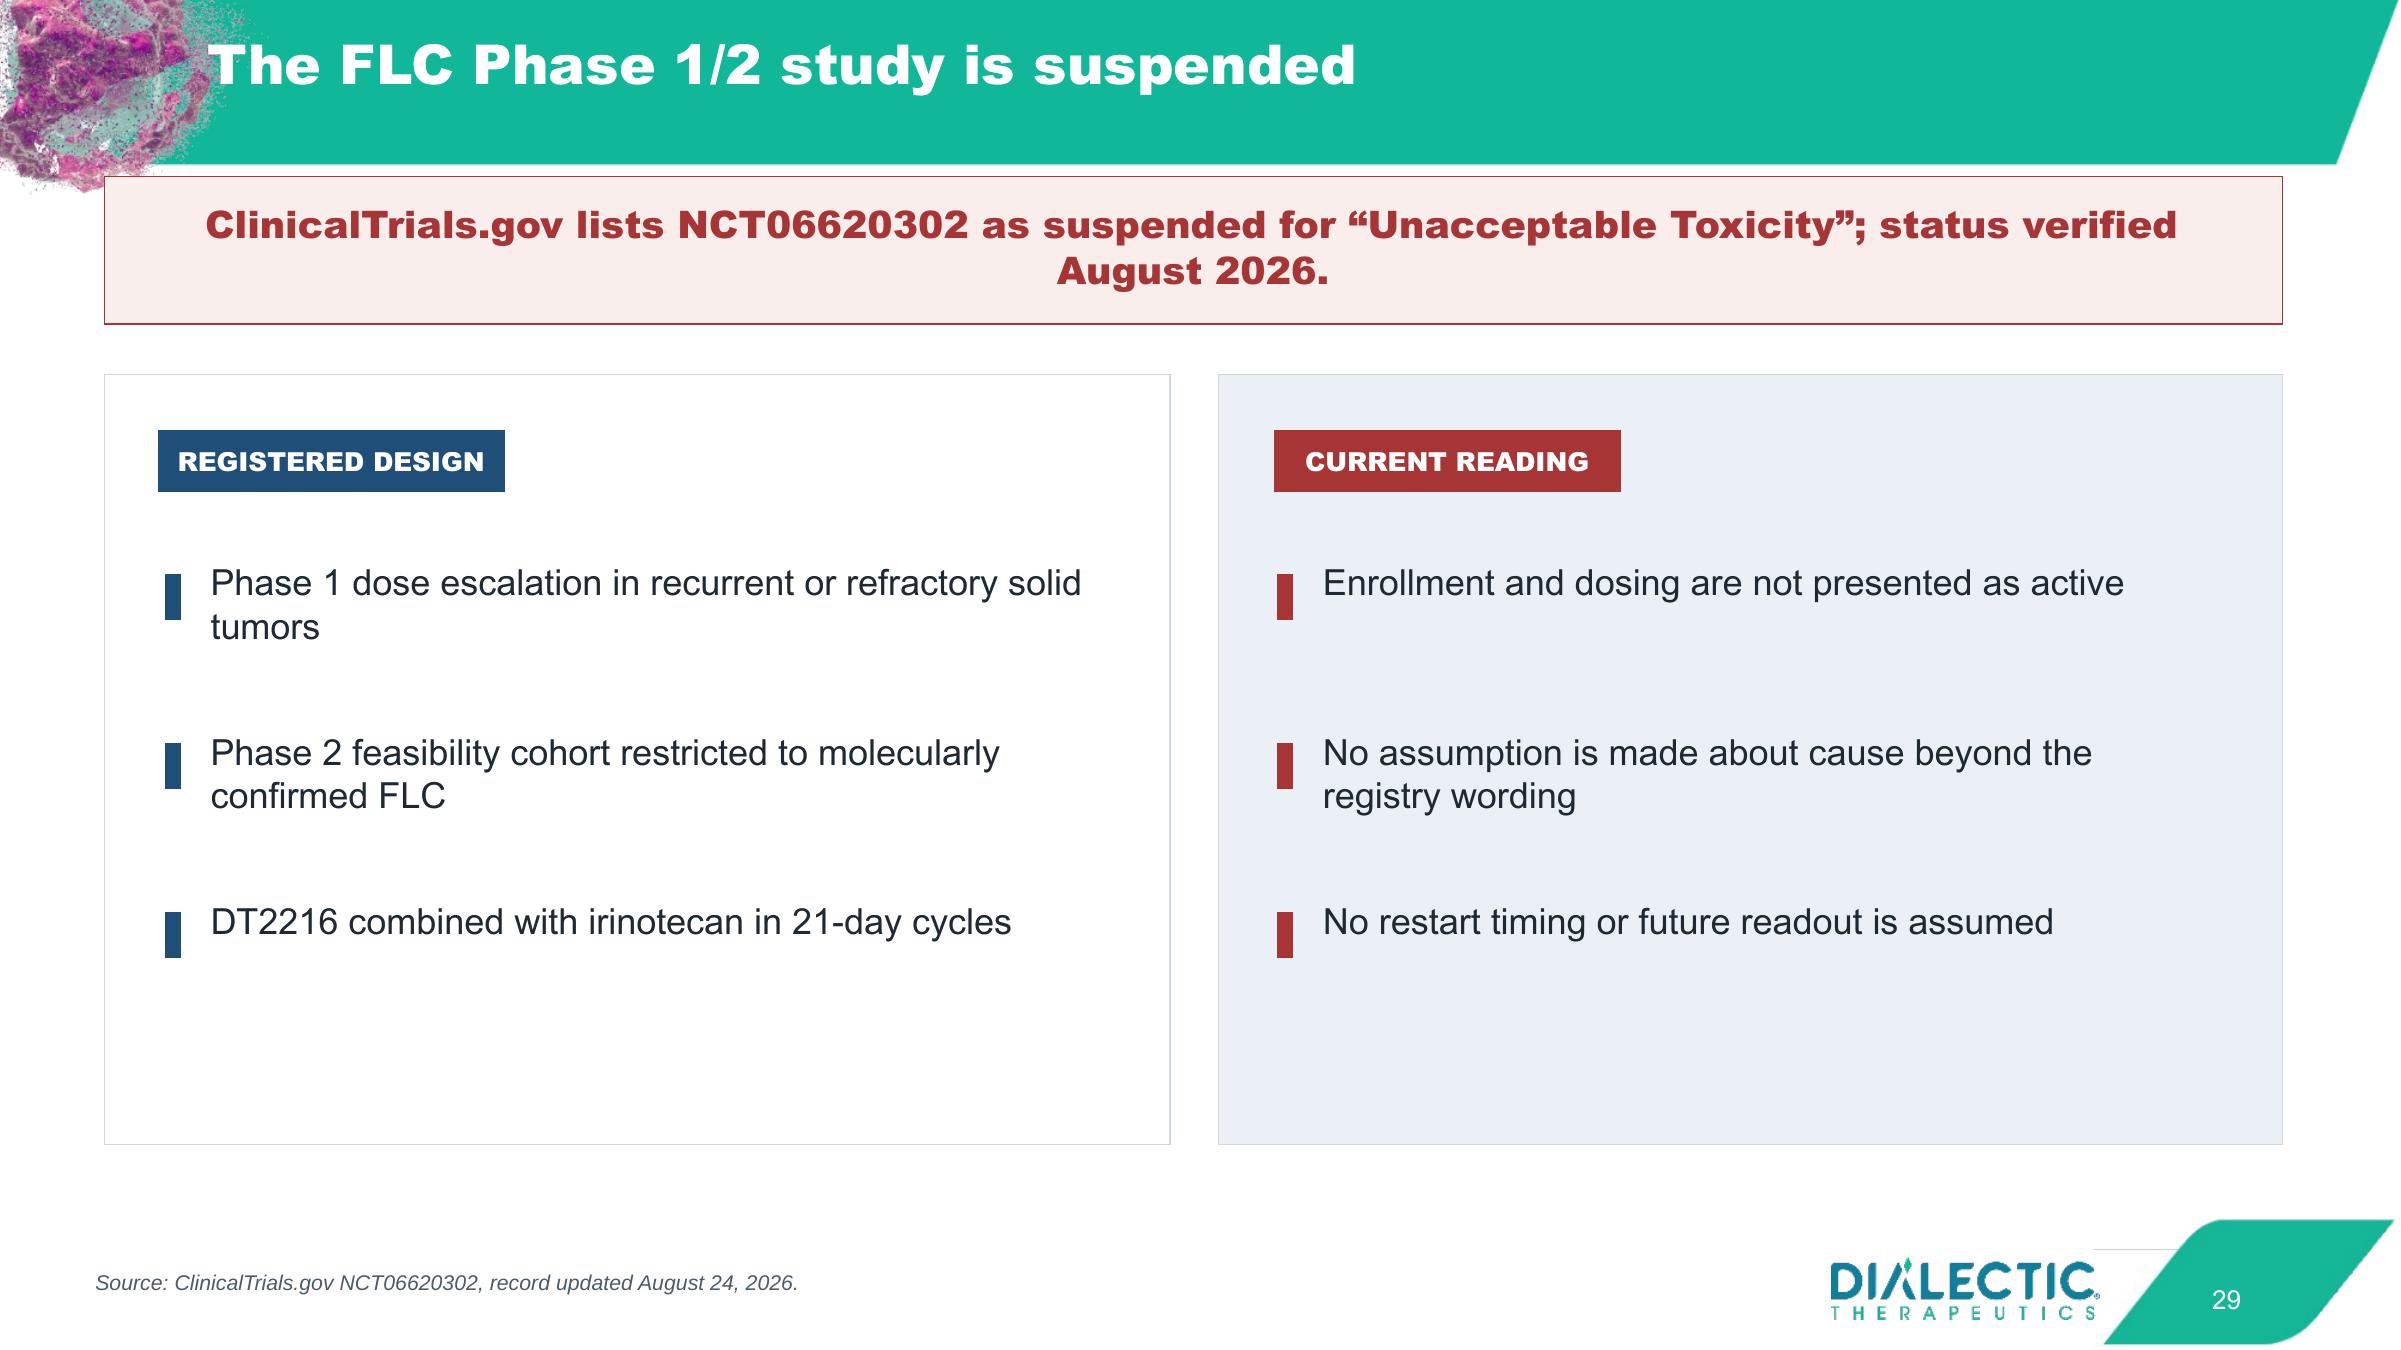 The FLC Phase 1/2 study is suspended
ClinicalTrials.gov lists NCT06620302 as suspended for “Unacceptable Toxicity”; status verified
August 2026.
REGISTERED DESIGN
Phase 1 dose escalation in recurrent or refractory solid
tumors
Phase 2 feasibility cohort restricted to molecularly
confirmed FLC
DT2216 combined with irinotecan in 21-day cycles
CURRENT READING
Enrollment and dosing are not presented as active
No assumption is made about cause beyond the
registry wording
No restart timing or future readout is assumed
Source: ClinicalTrials.gov NCT06620302, record updated August 24, 2026.
DIALECTIC®
THERAPEUTICS
29